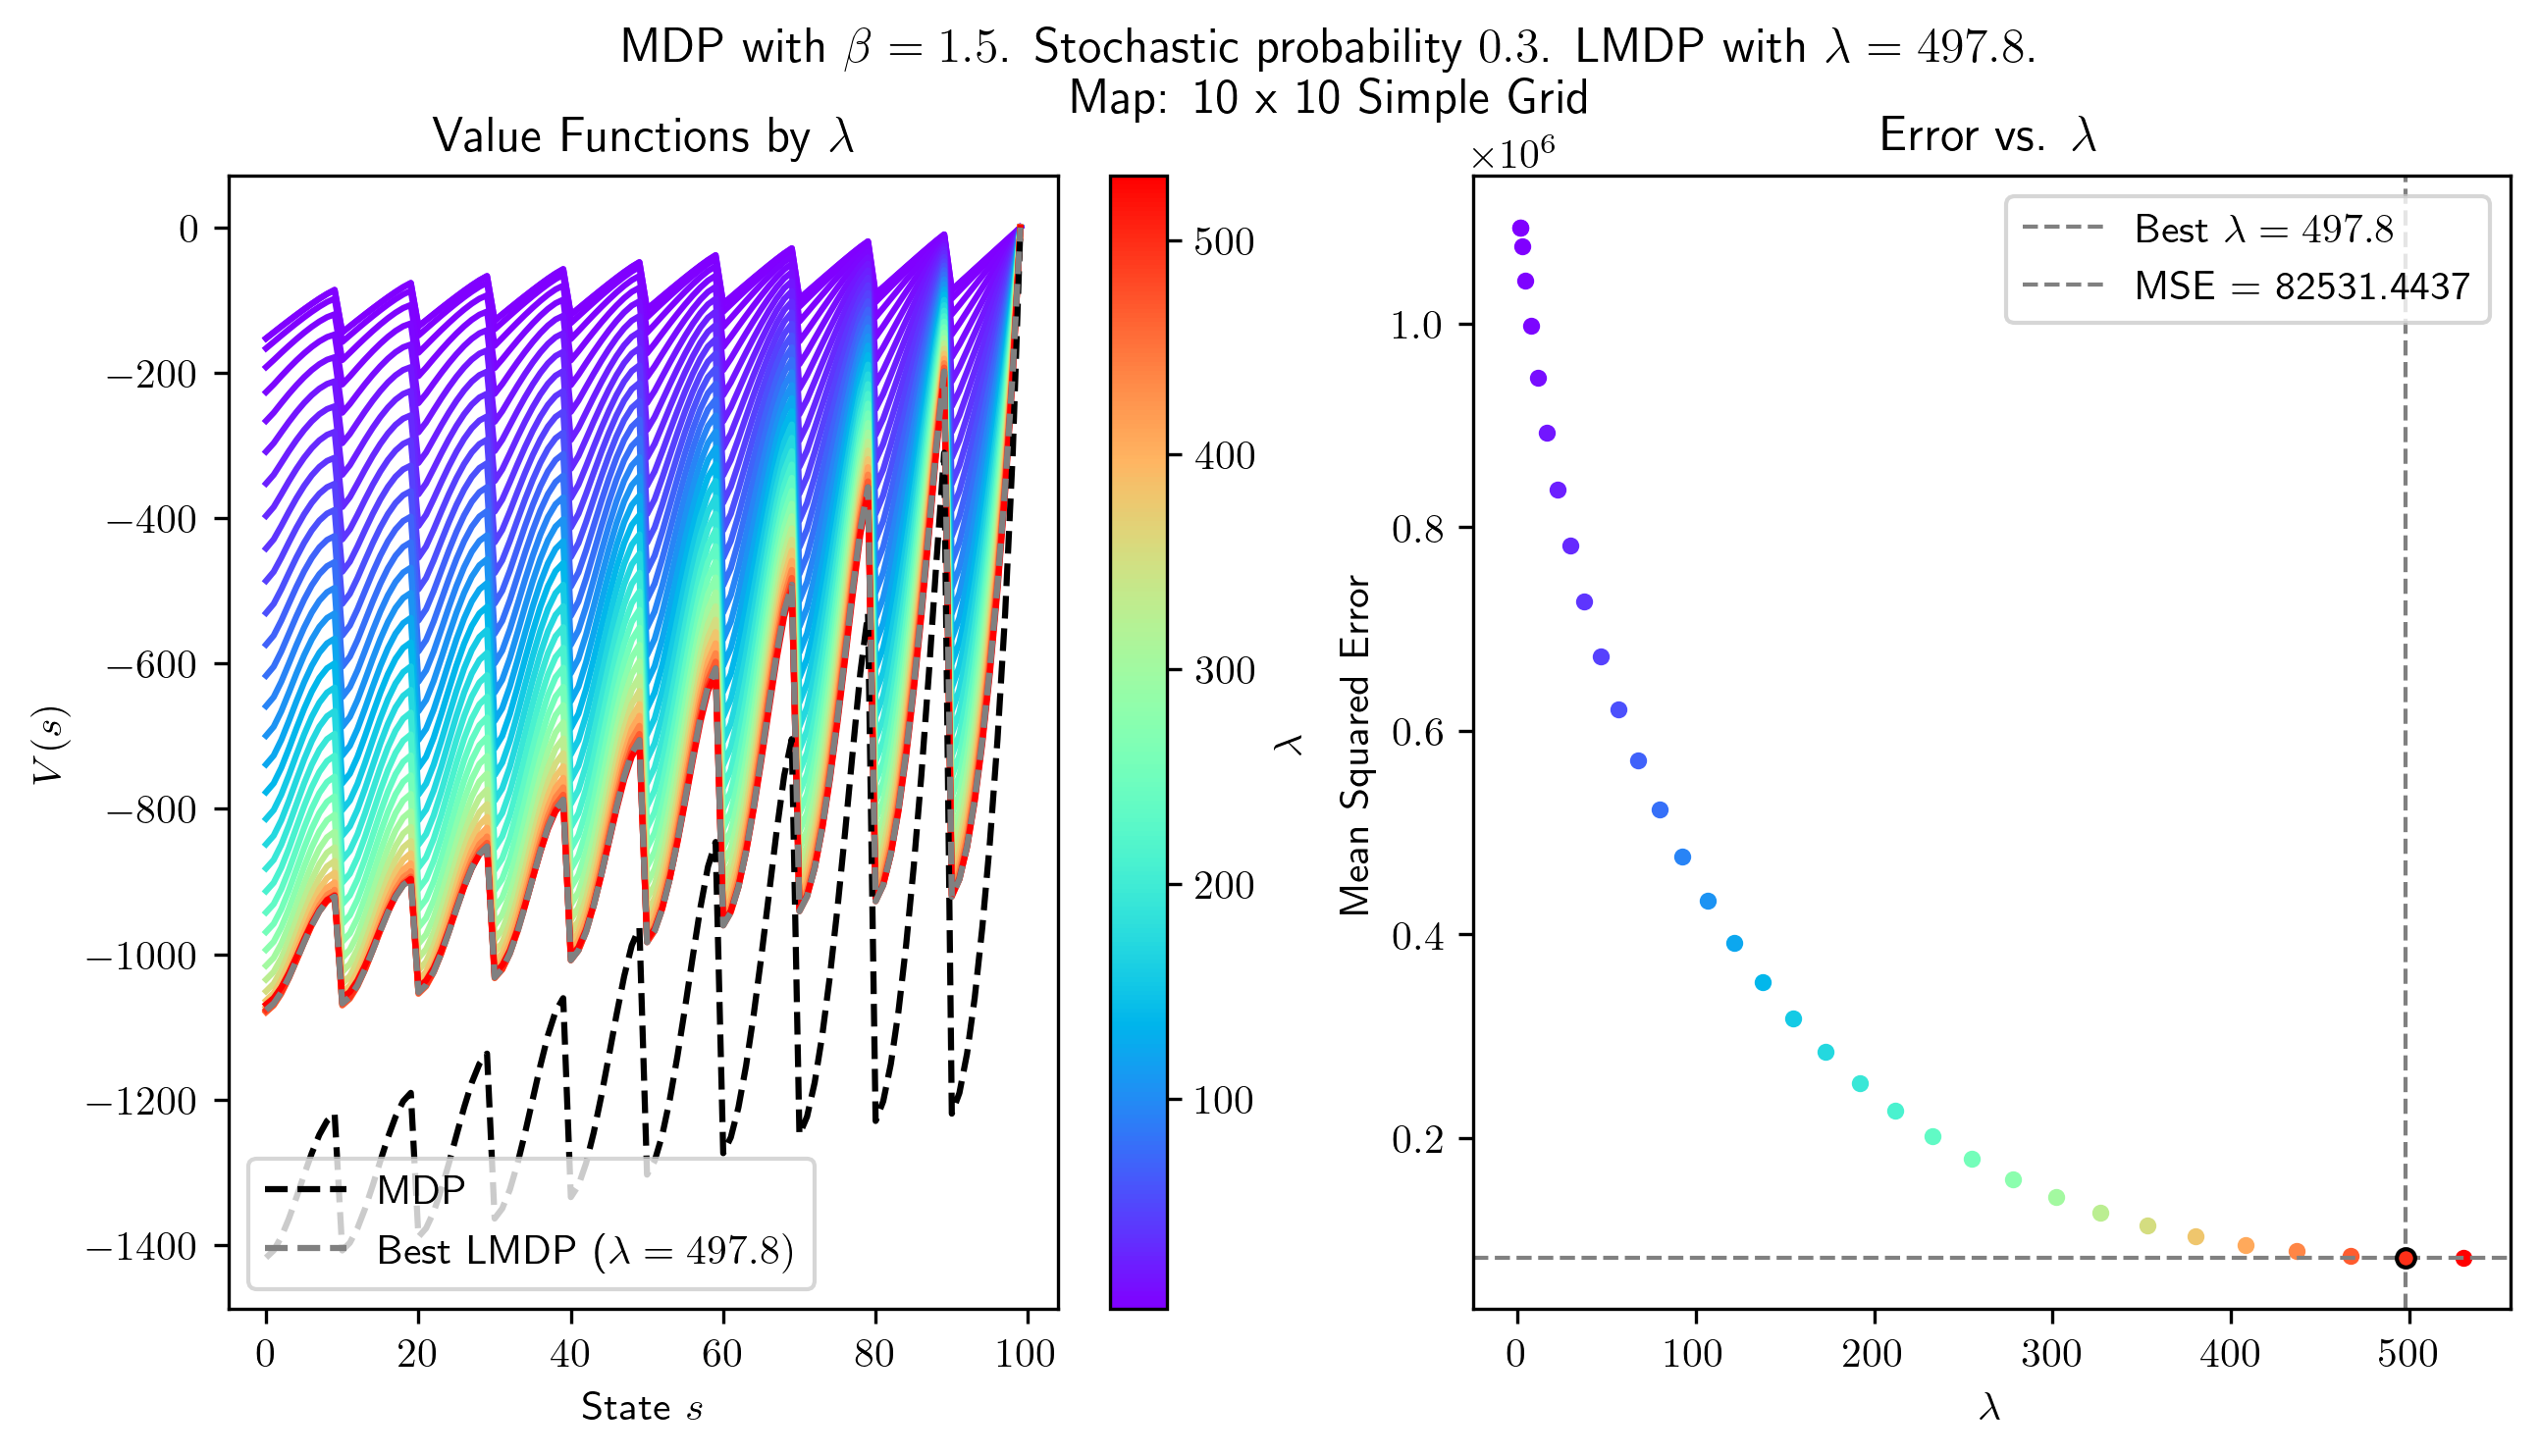 MDP with β = 1.5. Stochastic probability 0.3. LMDP with λ = 497.8.
Map: 10 x 10 Simple Grid
Value Functions by λ
0
−200
−400
−600
−800
−1000
−1200
−1400
V(s)
0
20
40
60
80
100
State s
MDP
Best LMDP (λ = 497.8)
500
400
300
200
100
λ
Error vs. λ
×10⁶
1.0
0.8
0.6
0.4
0.2
Mean Squared Error
0
100
200
300
400
500
λ
Best λ = 497.8
MSE = 82531.4437